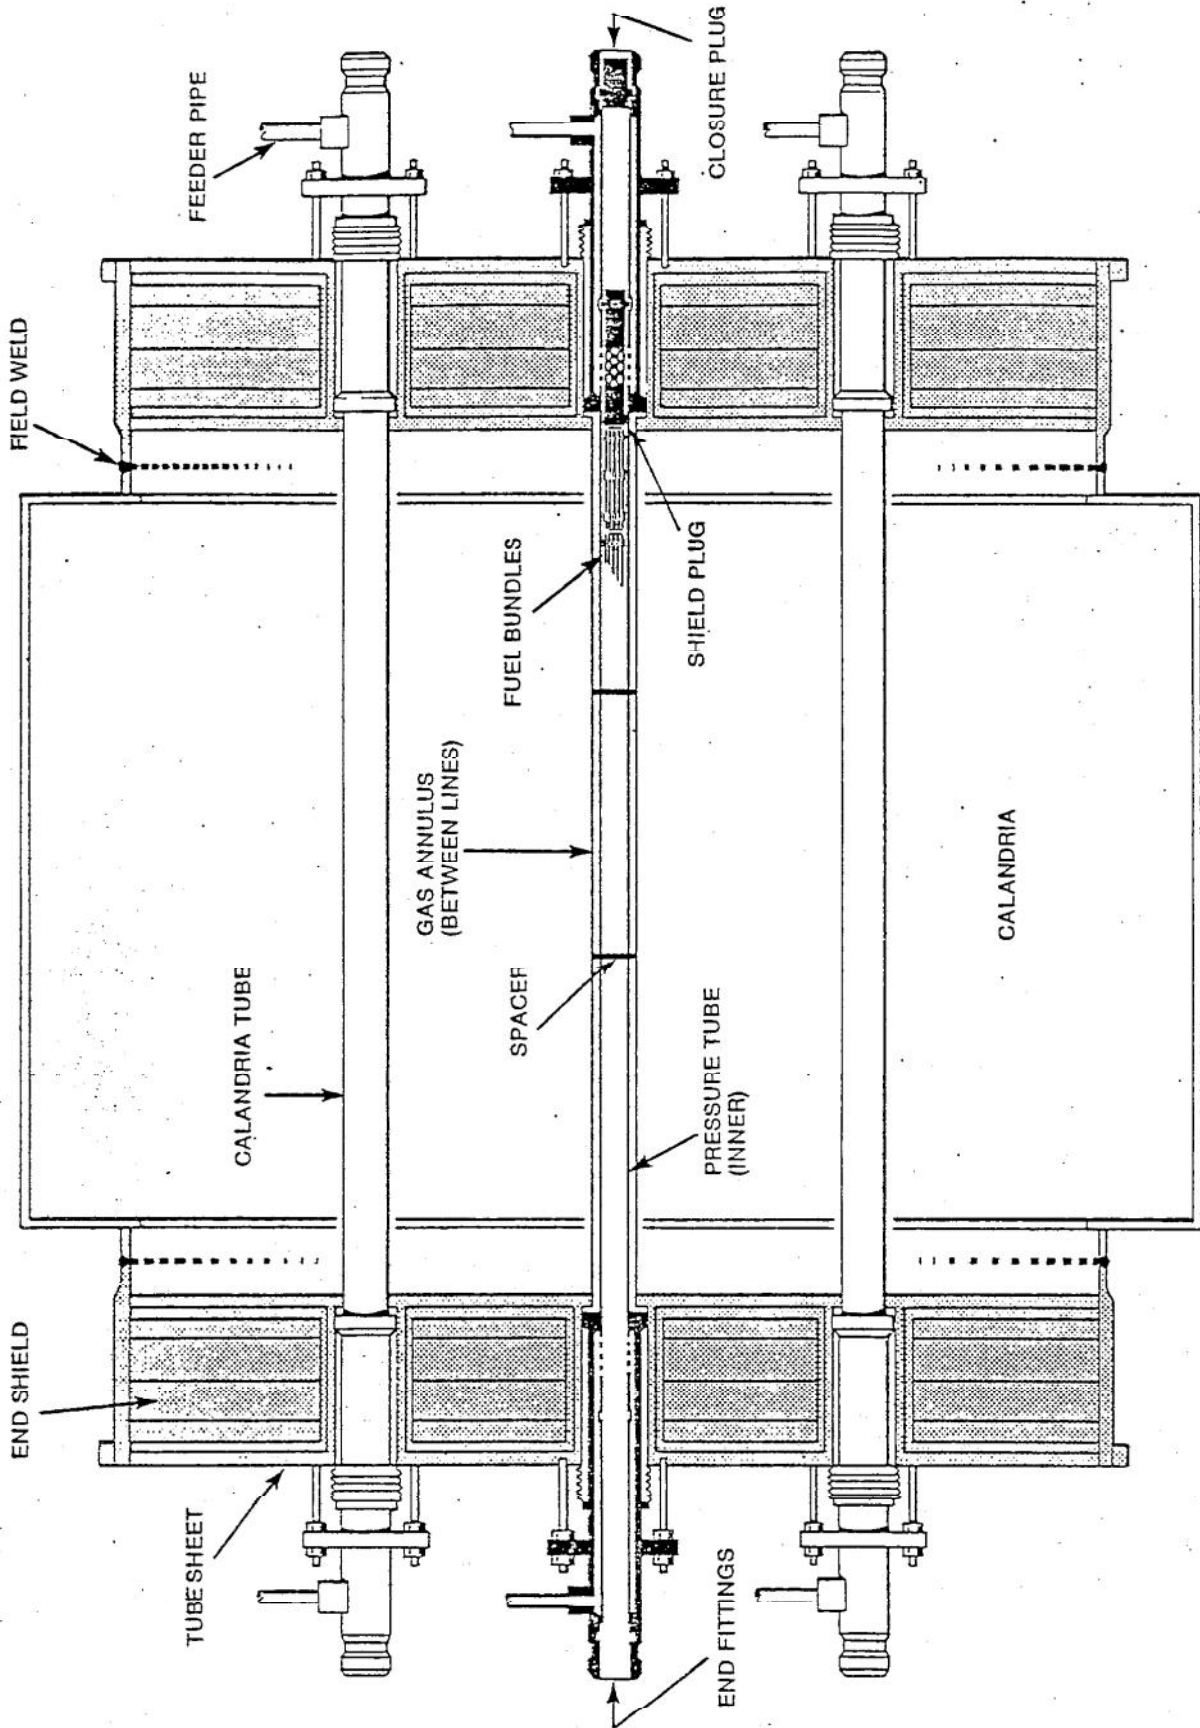 FIELD WELD
FEEDER PIPE
CLOSURE PLUG
FUEL BUNDLES
SHIELD PLUG
GAS ANNULUS
(BETWEEN LINES)
CALANDRIA
CALANDRIA TUBE
SPACER
PRESSURE TUBE
(INNER)
END SHIELD
TUBE SHEET
END FITTINGS